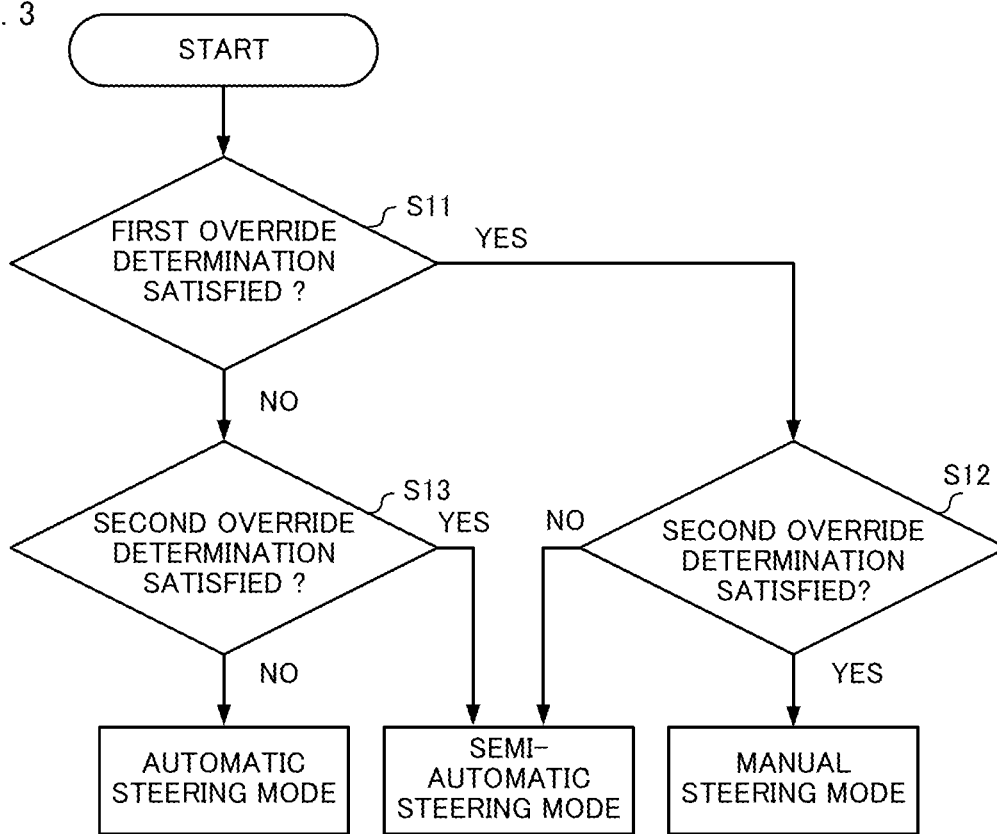 . 3
START
S11
FIRST OVERRIDE
DETERMINATION
SATISFIED ?
YES
NO
S13
SECOND OVERRIDE
DETERMINATION
SATISFIED ?
YES
NO
S12
SECOND OVERRIDE
DETERMINATION
SATISFIED?
NO
YES
AUTOMATIC
STEERING MODE
SEMI-
AUTOMATIC
STEERING MODE
MANUAL
STEERING MODE